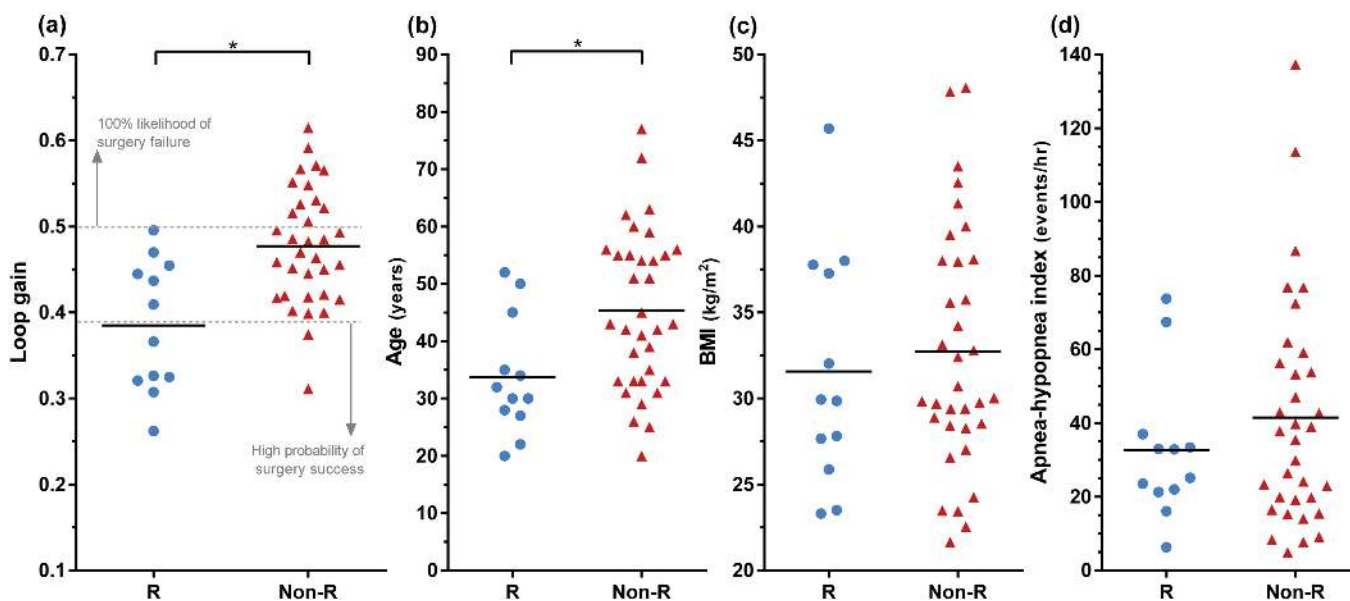 (a)
*
0.7
0.6
0.5
0.4
0.3
0.2
0.1
Loop gain
100% likelihood of
surgery failure
High probability of
surgery success
R
Non-R
(b)
*
90
80
70
60
50
40
30
20
10
0
Age (years)
R
Non-R
(c)
50
45
40
35
30
25
20
BMI (kg/m²)
R
Non-R
(d)
140
120
100
80
60
40
20
0
Apnea-hypopnea index (events/hr)
R
Non-R